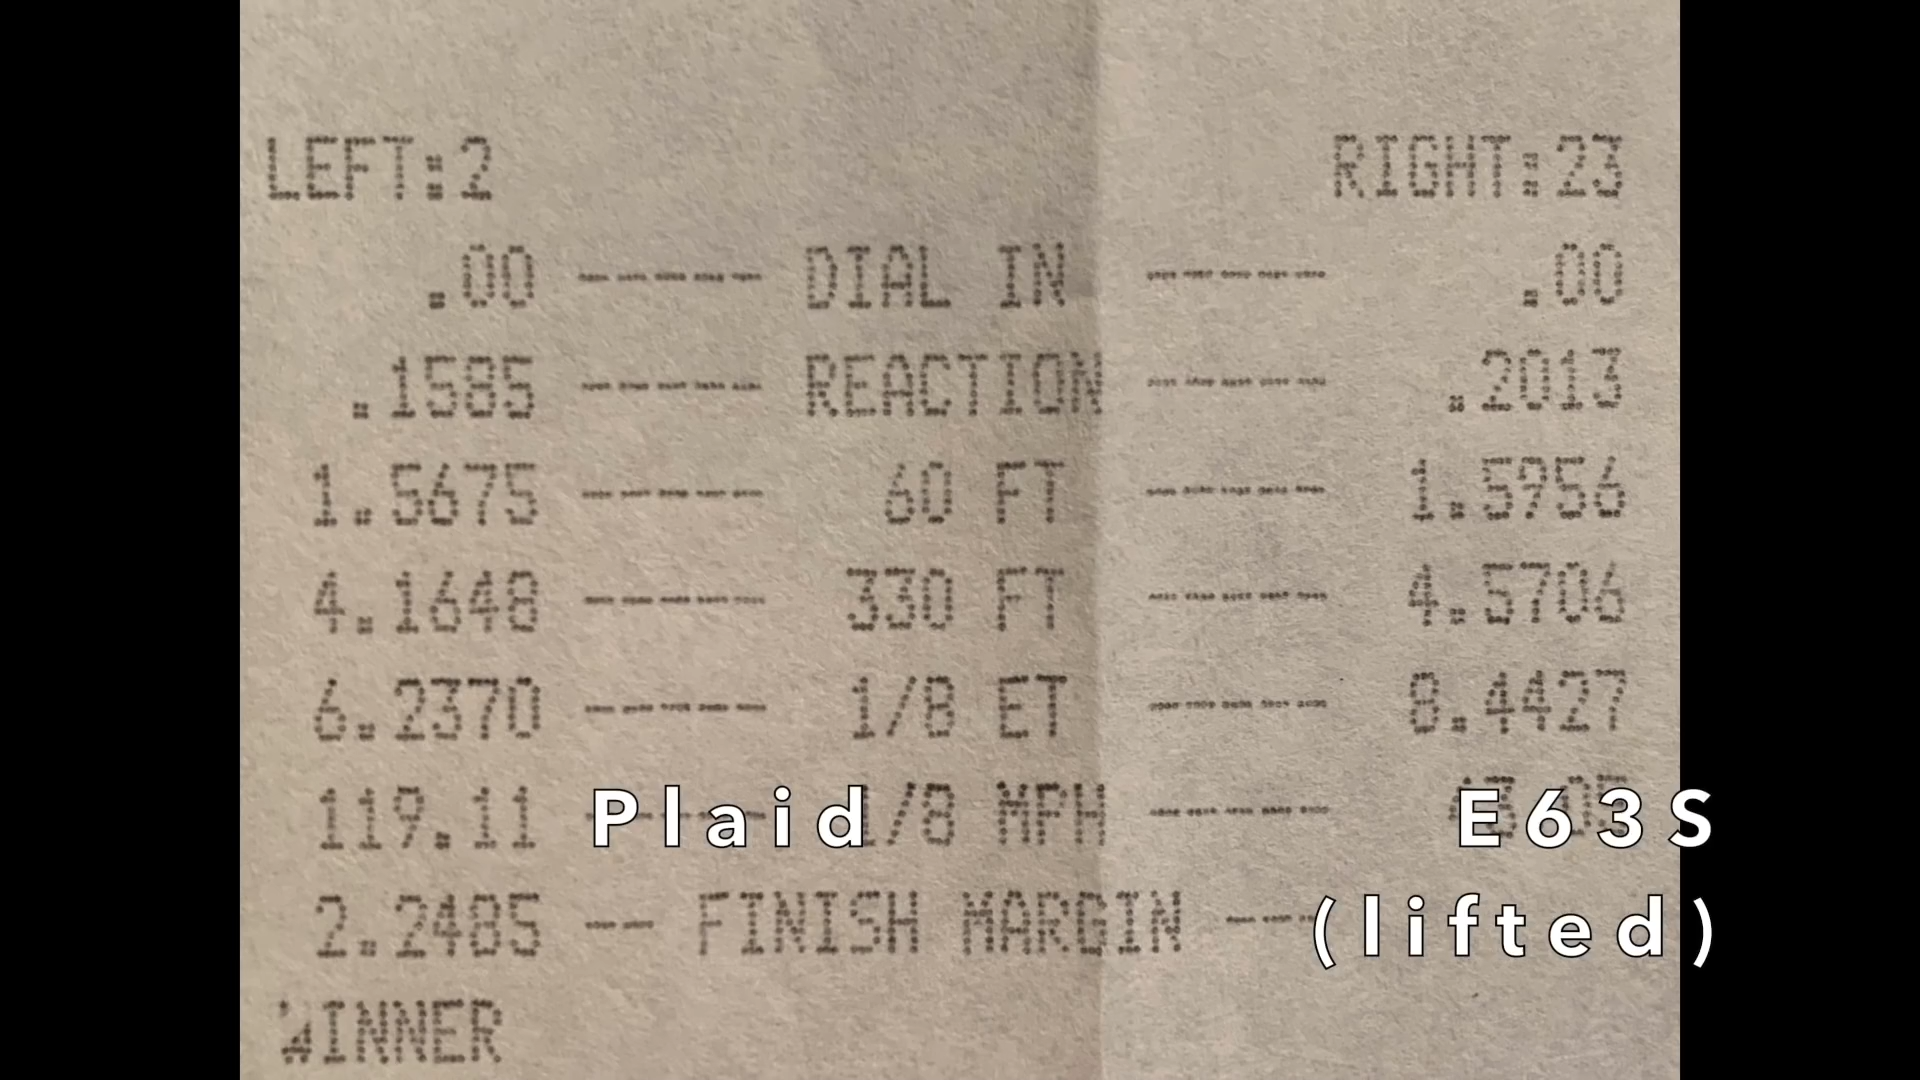 LEFT:2 RIGHT:23
.00 ----- DIAL IN ----- .00
.1585 ----- REACTION ----- .2013
1.5675 ----- 60 FT ----- 1.5956
4.1648 ----- 330 FT ----- 4.5706
6.2370 ----- 1/8 ET ----- 8.4427
119.11 ----- 1/8 MPH -----
Plaid E63S
2.2485 -- FINISH MARGIN --
(lifted)
WINNER